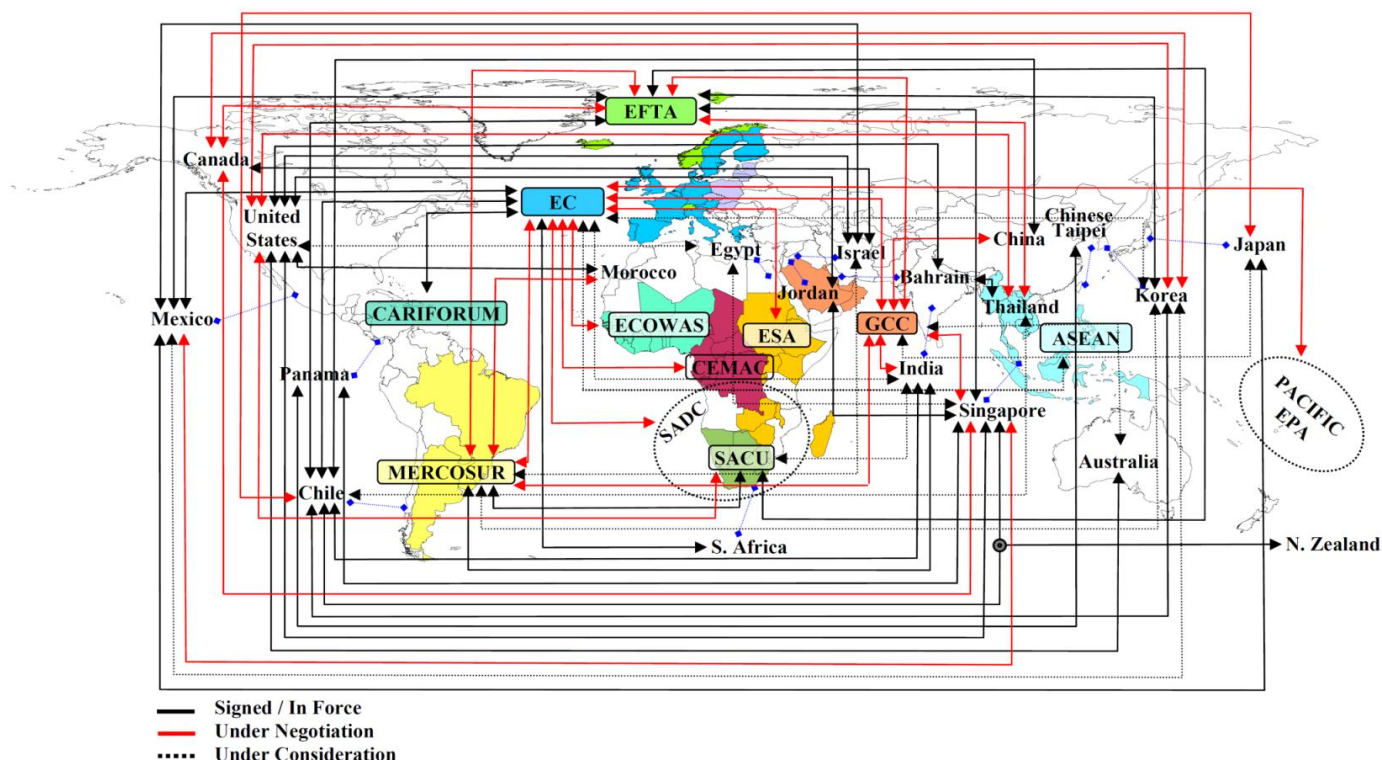 EFTA
Canada
EC
United
States
Chinese
Taipei
China
Japan
Egypt
Israel
Morocco
Bahrain
Jordan
Thailand
Korea
Mexico
CARIFORUM
ECOWAS
ESA
GCC
ASEAN
CEMAC
India
Panama
Singapore
PACIFIC
EPA
SADC
SACU
MERCOSUR
Australia
Chile
S. Africa
N. Zealand
Signed / In Force
Under Negotiation
Under Consideration